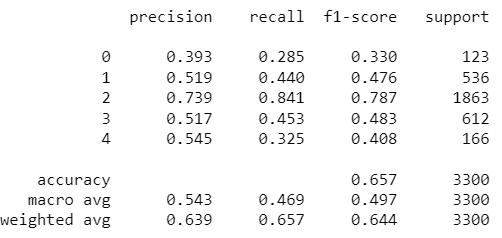 precision recall f1-score support
0 0.393 0.285 0.330 123
1 0.519 0.440 0.476 536
2 0.739 0.841 0.787 1863
3 0.517 0.453 0.483 612
4 0.545 0.325 0.408 166
accuracy 0.657 3300
macro avg 0.543 0.469 0.497 3300
weighted avg 0.639 0.657 0.644 3300